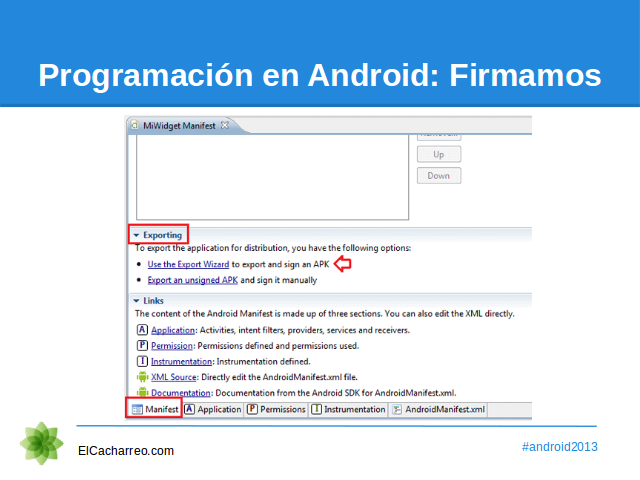 Programación en Android: Firmamos
MiWidget Manifest
Up
Down
Exporting
To export the application for distribution, you have the following options:
Use the Export Wizard to export and sign an APK
Export an unsigned APK and sign it manually
Links
The content of the Android Manifest is made up of three sections. You can also edit the XML directly.
A Application: Activities, intent filters, providers, services and receivers.
P Permission: Permissions defined and permissions used.
I Instrumentation: Instrumentation defined.
XML Source: Directly edit the AndroidManifest.xml file.
Documentation: Documentation from the Android SDK for AndroidManifest.xml.
Manifest A Application P Permissions I Instrumentation AndroidManifest.xml
ElCacharreo.com
#android2013